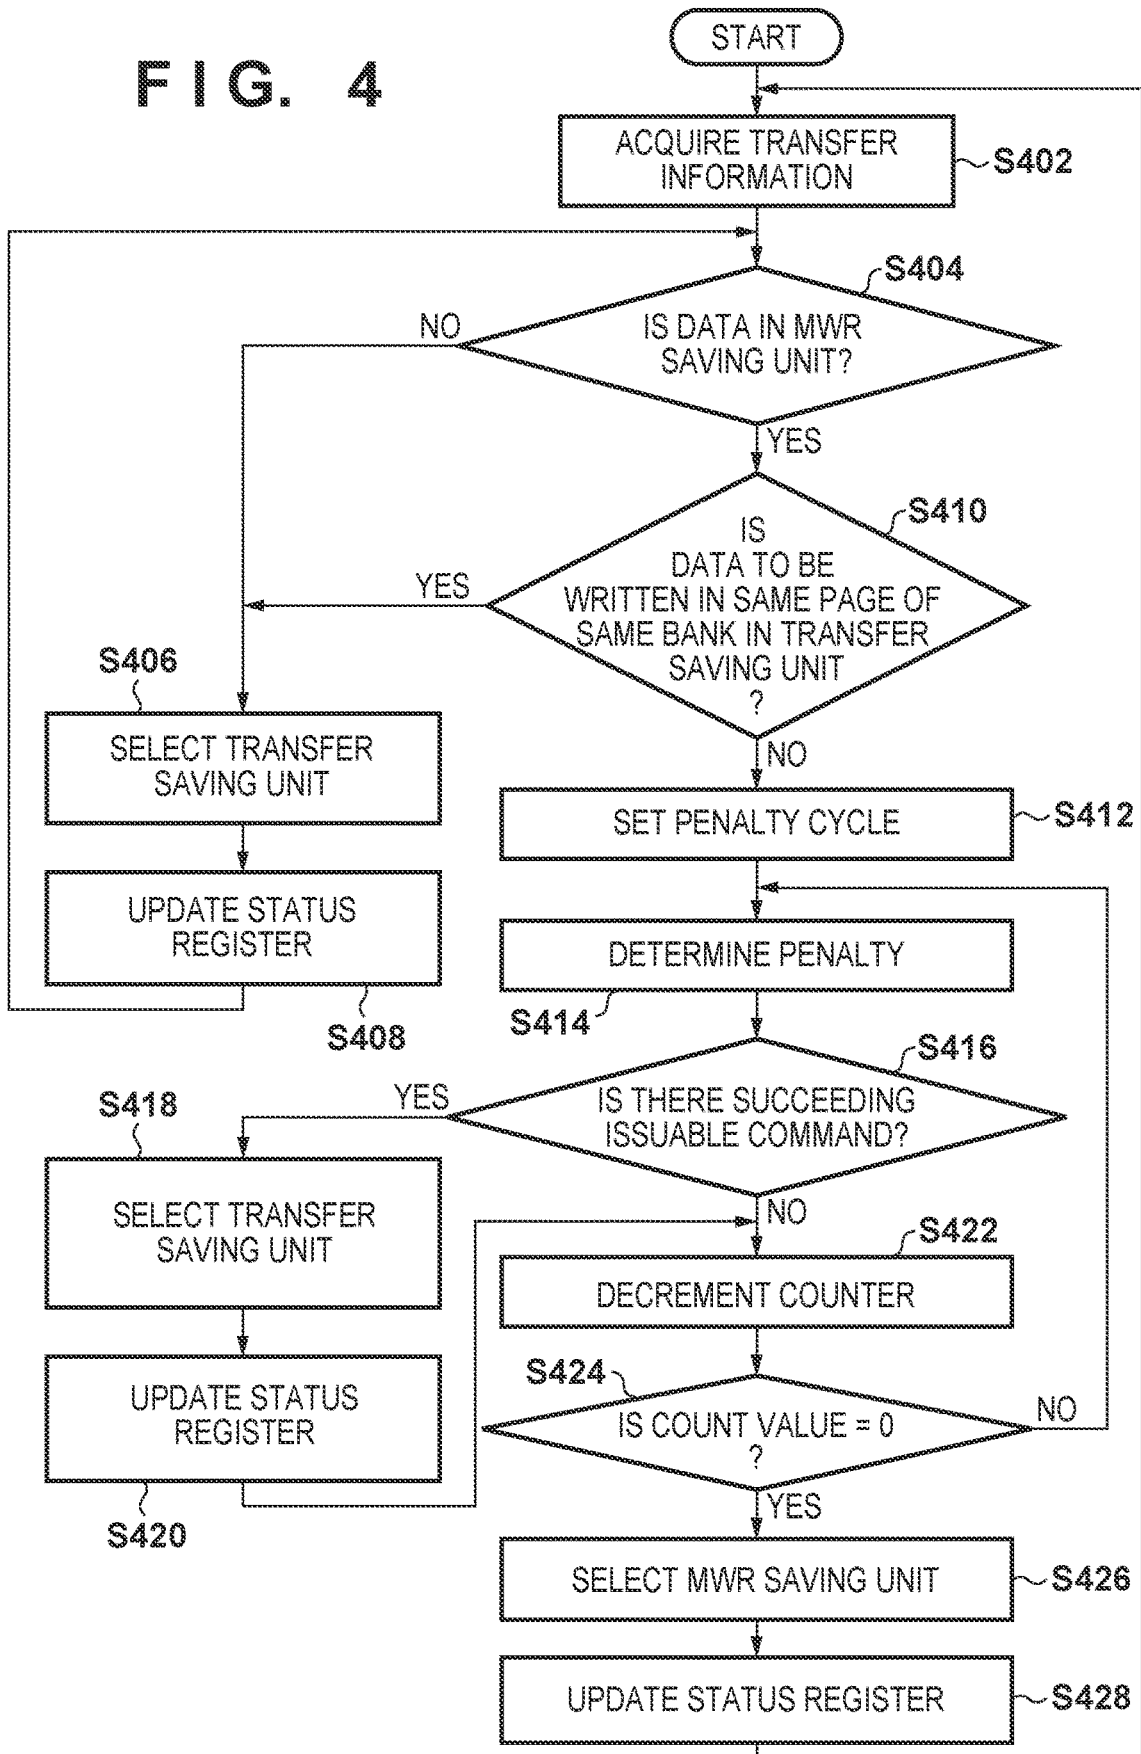 START
FIG. 4
ACQUIRE TRANSFER
INFORMATION
S402
S404
IS DATA IN MWR
SAVING UNIT?
NO
YES
S410
IS
DATA TO BE
WRITTEN IN SAME PAGE OF
SAME BANK IN TRANSFER
SAVING UNIT
?
YES
NO
S406
SELECT TRANSFER
SAVING UNIT
SET PENALTY CYCLE
S412
UPDATE STATUS
REGISTER
S408
DETERMINE PENALTY
S414
S416
IS THERE SUCCEEDING
ISSUABLE COMMAND?
YES
NO
S418
SELECT TRANSFER
SAVING UNIT
S422
DECREMENT COUNTER
UPDATE STATUS
REGISTER
S420
S424
IS COUNT VALUE = 0
?
NO
YES
SELECT MWR SAVING UNIT
S426
UPDATE STATUS REGISTER
S428